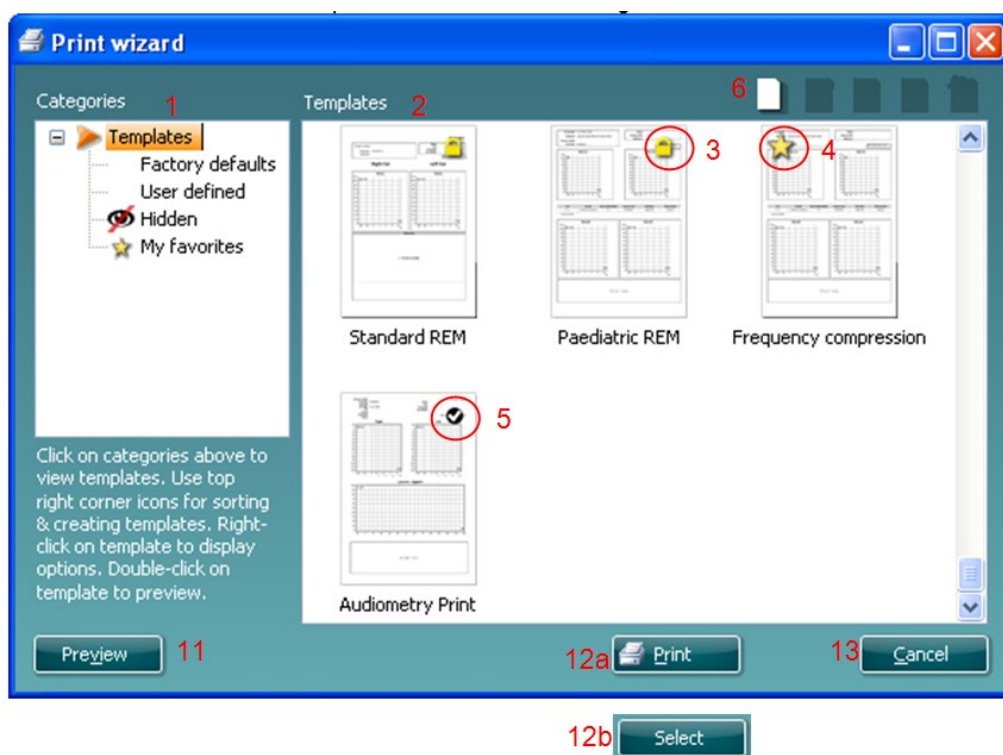 Print wizard
Categories 1
Templates 2
6
Templates
Factory defaults
User defined
Hidden
My favorites
3
4
Standard REM
Paediatric REM
Frequency compression
5
Audiometry Print
Click on categories above to
view templates. Use top
right corner icons for sorting
& creating templates. Right-
click on template to display
options. Double-click on
template to preview.
Preview 11
12a Print
13 Cancel
12b Select